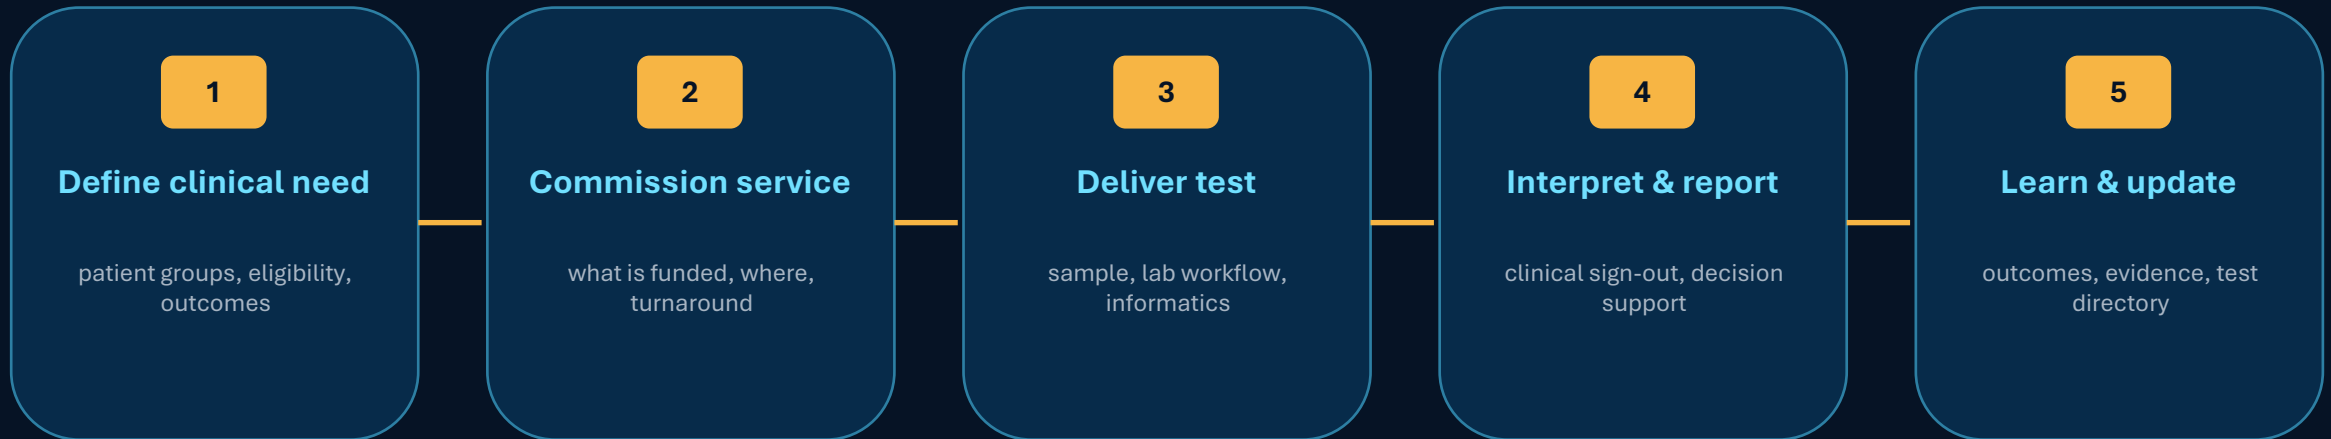 1
Define clinical need
patient groups, eligibility,
outcomes
2
Commission service
what is funded, where,
turnaround
3
Deliver test
sample, lab workflow,
informatics
4
Interpret & report
clinical sign-out, decision
support
5
Learn & update
outcomes, evidence, test
directory